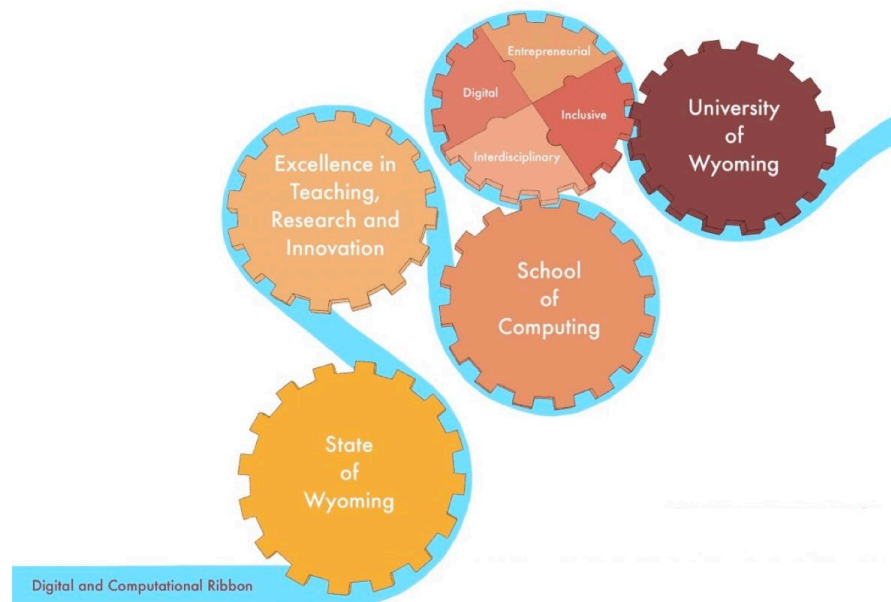 Entrepreneurial
Digital
Inclusive
Interdisciplinary
University
of
Wyoming
Excellence in
Teaching,
Research and
Innovation
School
of
Computing
State
of
Wyoming
Digital and Computational Ribbon